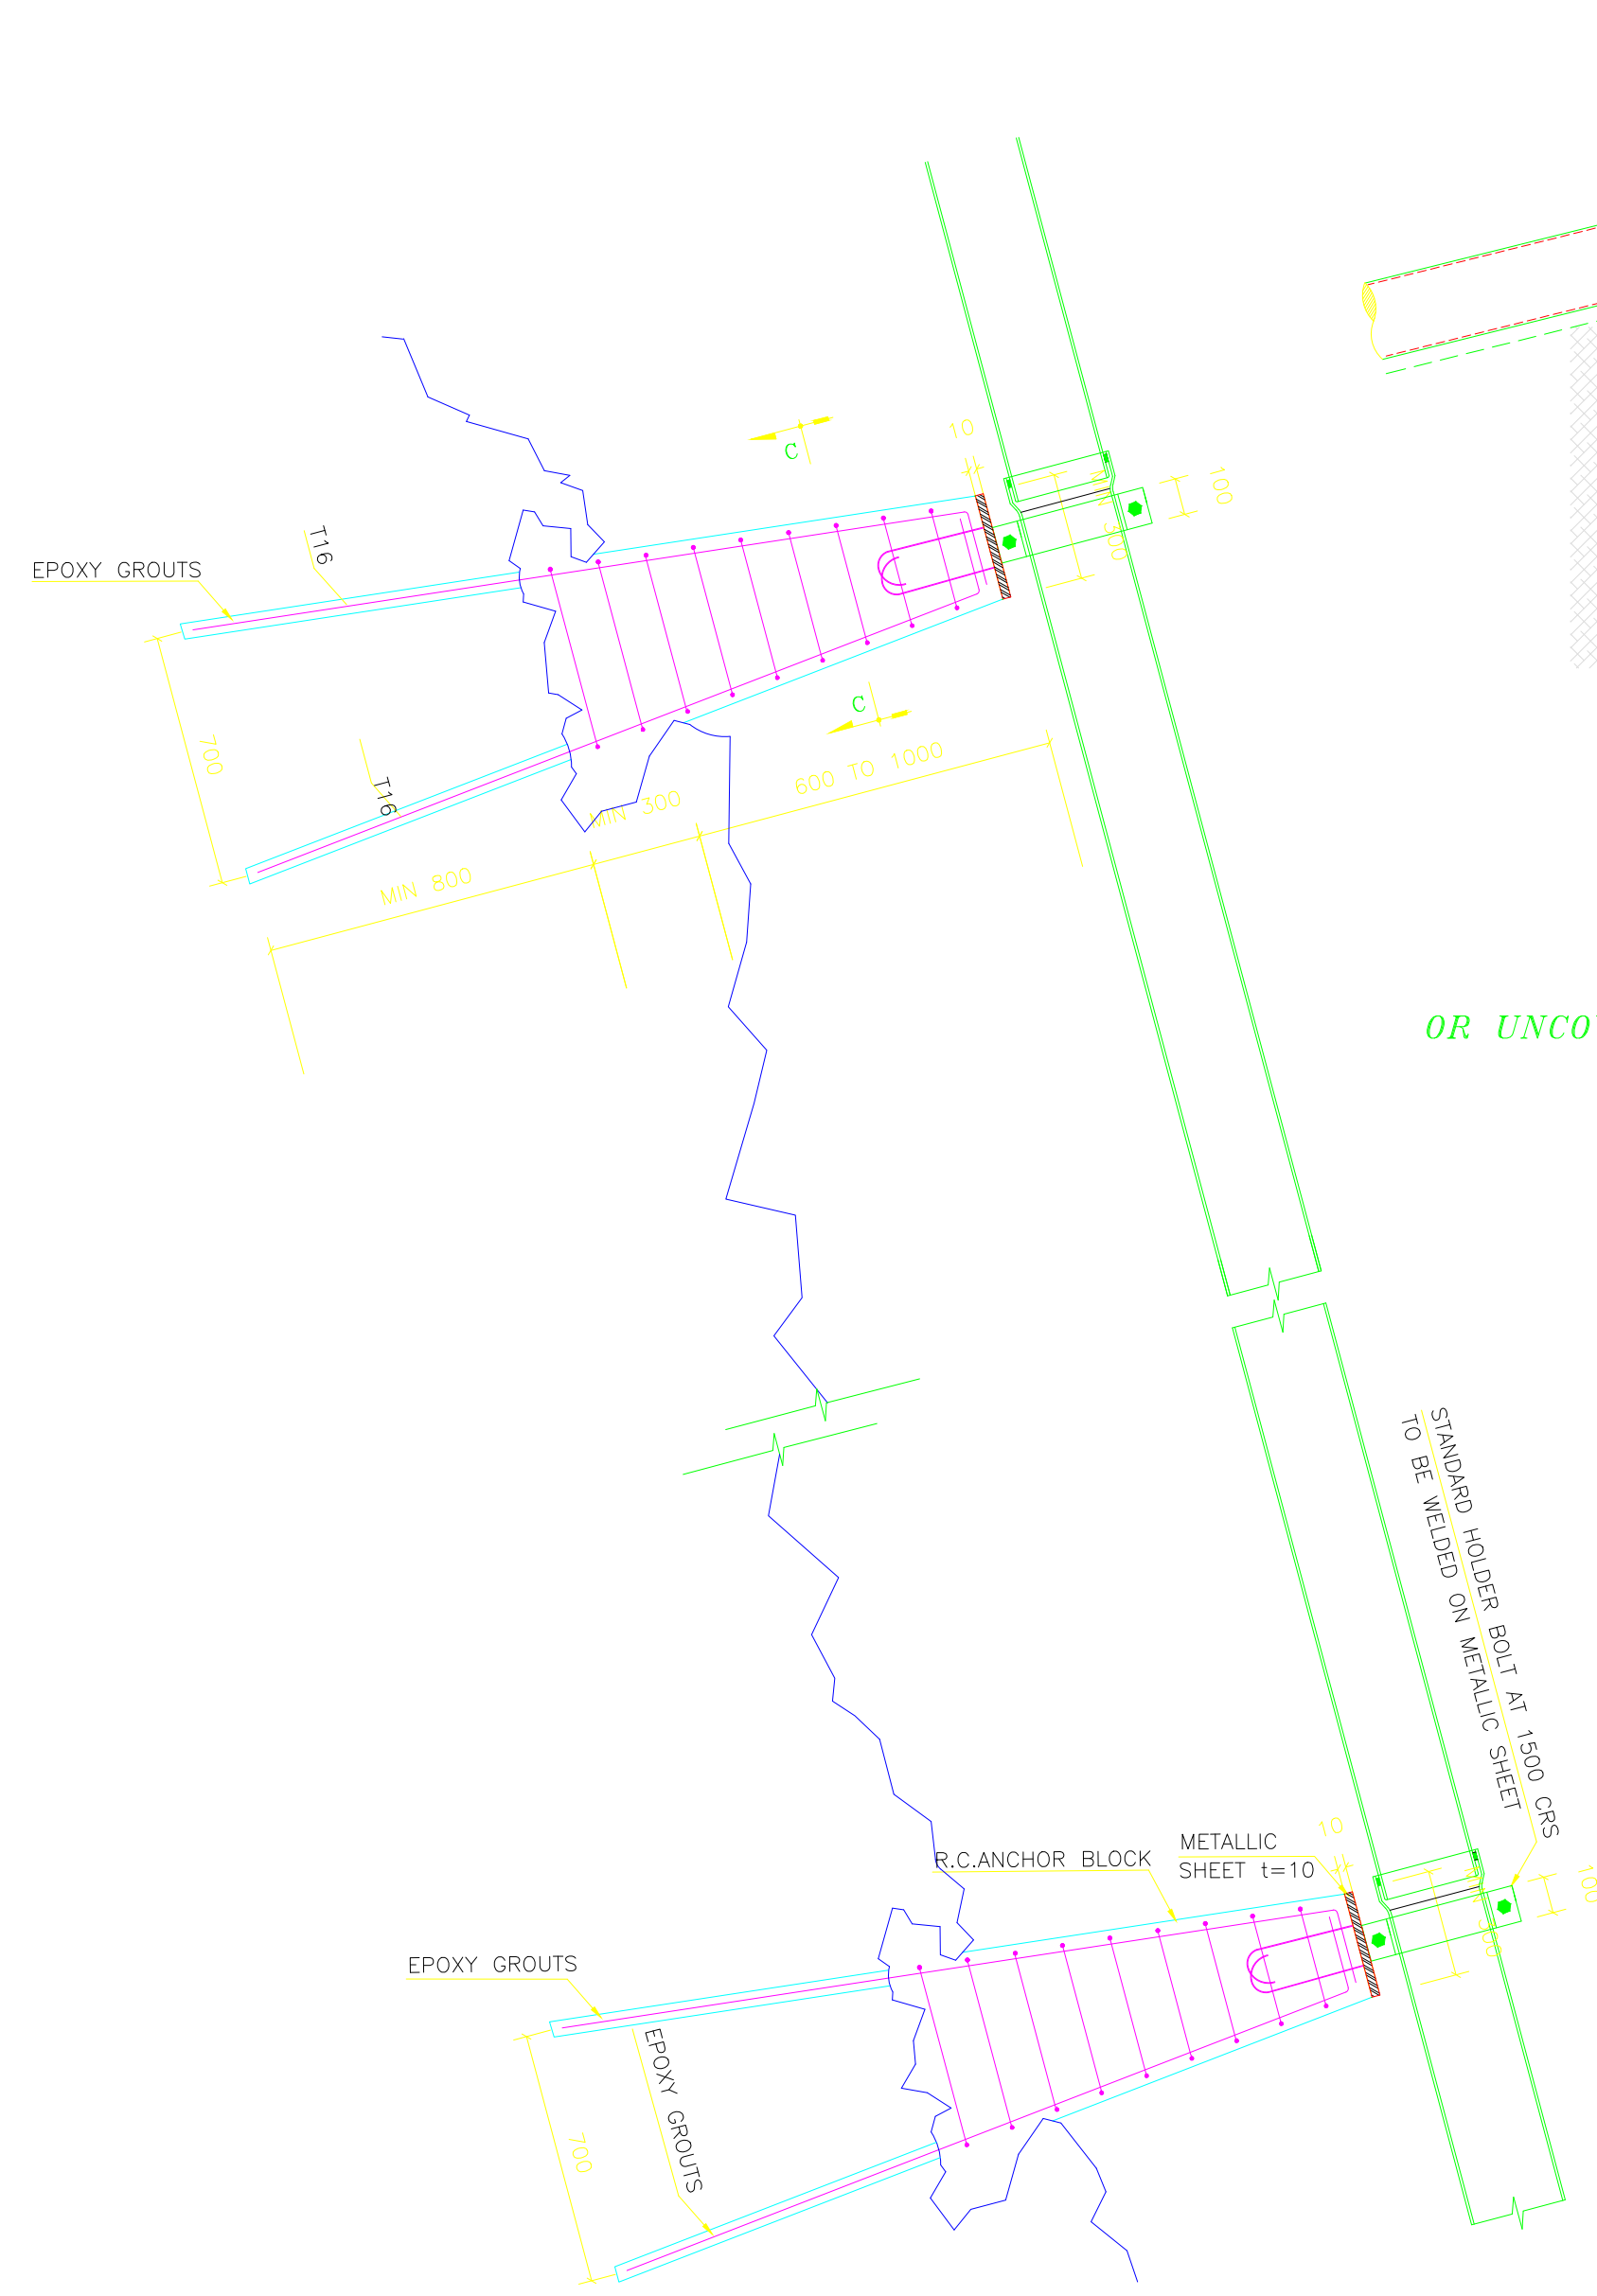 10
C
MIN 300
100
T16
EPOXY GROUTS
C
700
T16
600 TO 1000
MIN 300
MIN 800
OR UNCO
STANDARD HOLDER BOLT AT 1500 CRS
TO BE WELDED ON METALLIC SHEET
10
METALLIC
SHEET t=10
R.C.ANCHOR BLOCK
MIN 300
100
EPOXY GROUTS
EPOXY GROUTS
700